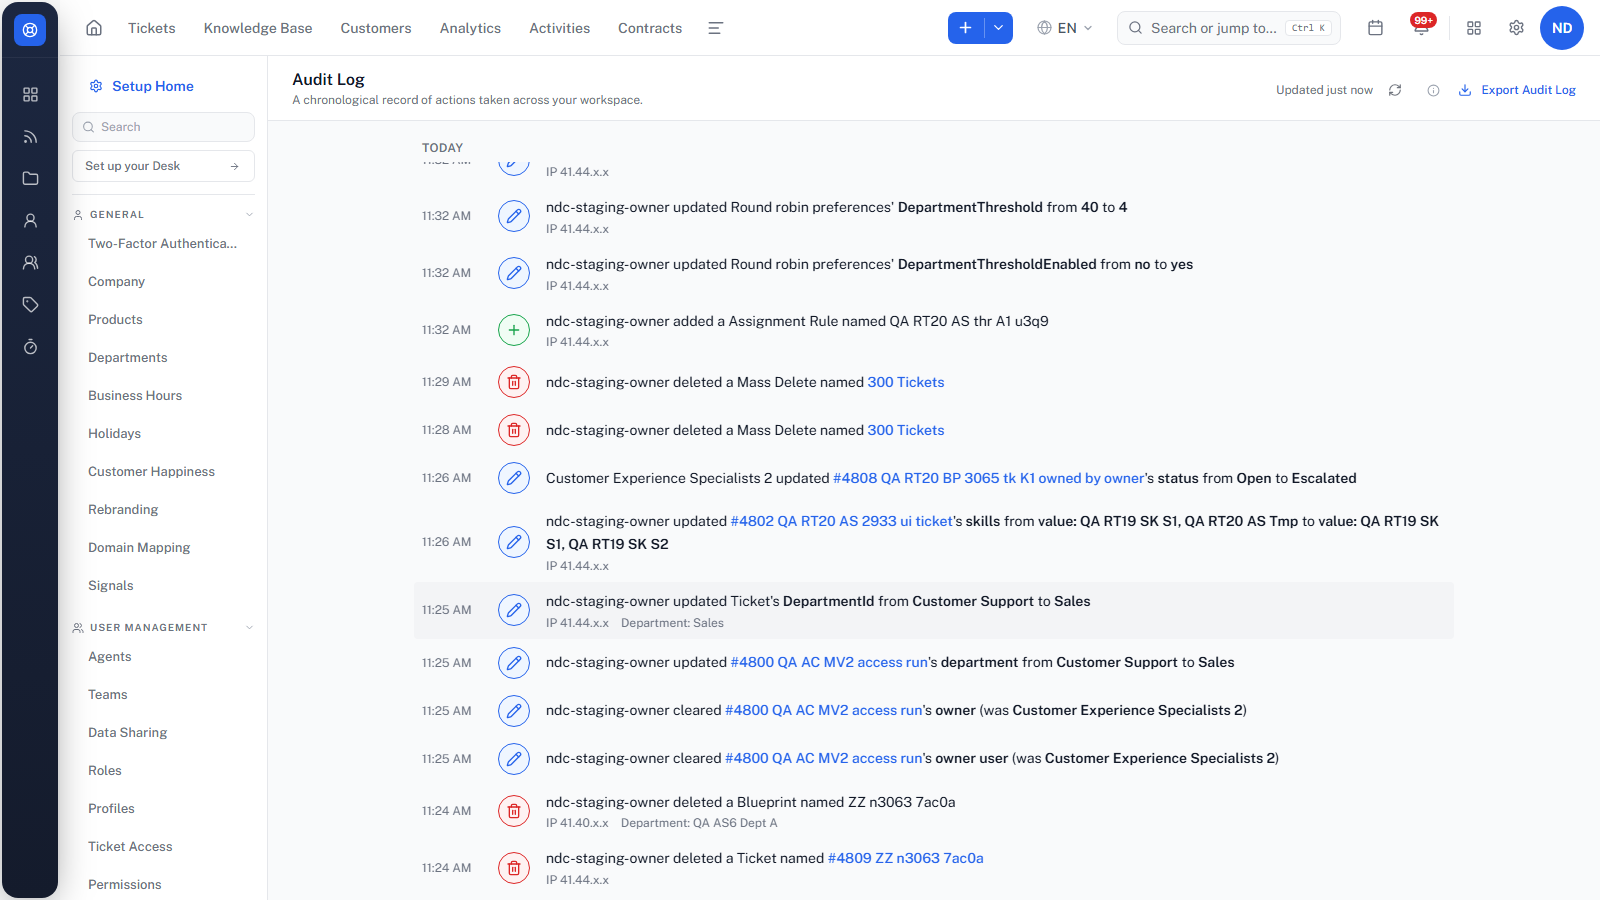 Tickets
Knowledge Base
Customers
Analytics
Activities
Contracts
EN
Search or jump to...
Ctrl K
99+
ND
Setup Home
Search
Set up your Desk
GENERAL
Two-Factor Authentica...
Company
Products
Departments
Business Hours
Holidays
Customer Happiness
Rebranding
Domain Mapping
Signals
USER MANAGEMENT
Agents
Teams
Data Sharing
Roles
Profiles
Ticket Access
Permissions
Audit Log
A chronological record of actions taken across your workspace.
Updated just now
Export Audit Log
TODAY
11:32 AM
IP 41.44.x.x
11:32 AM
ndc-staging-owner updated Round robin preferences' DepartmentThreshold from 40 to 4
IP 41.44.x.x
11:32 AM
ndc-staging-owner updated Round robin preferences' DepartmentThresholdEnabled from no to yes
IP 41.44.x.x
11:32 AM
ndc-staging-owner added a Assignment Rule named QA RT20 AS thr A1 u3q9
IP 41.44.x.x
11:29 AM
ndc-staging-owner deleted a Mass Delete named 300 Tickets
11:28 AM
ndc-staging-owner deleted a Mass Delete named 300 Tickets
11:26 AM
Customer Experience Specialists 2 updated #4808 QA RT20 BP 3065 tk K1 owned by owner's status from Open to Escalated
11:26 AM
ndc-staging-owner updated #4802 QA RT20 AS 2933 ui ticket's skills from value: QA RT19 SK S1, QA RT20 AS Tmp to value: QA RT19 SK
S1, QA RT19 SK S2
IP 41.44.x.x
11:25 AM
ndc-staging-owner updated Ticket's DepartmentId from Customer Support to Sales
IP 41.44.x.x Department: Sales
11:25 AM
ndc-staging-owner updated #4800 QA AC MV2 access run's department from Customer Support to Sales
11:25 AM
ndc-staging-owner cleared #4800 QA AC MV2 access run's owner (was Customer Experience Specialists 2)
11:25 AM
ndc-staging-owner cleared #4800 QA AC MV2 access run's owner user (was Customer Experience Specialists 2)
11:24 AM
ndc-staging-owner deleted a Blueprint named ZZ n3063 7ac0a
IP 41.40.x.x Department: QA AS6 Dept A
11:24 AM
ndc-staging-owner deleted a Ticket named #4809 ZZ n3063 7ac0a
IP 41.44.x.x